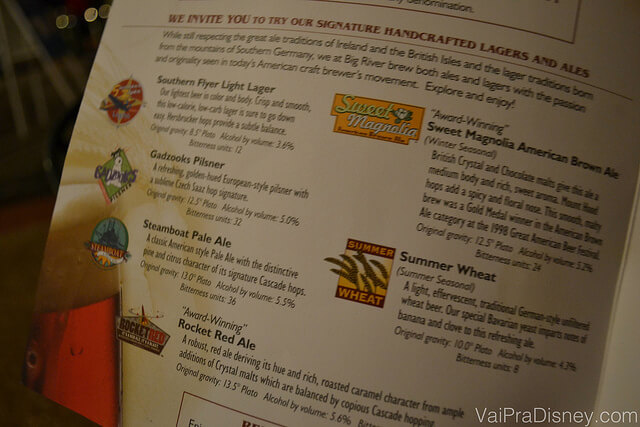 any denomination.
WE INVITE YOU TO TRY OUR SIGNATURE HANDCRAFTED LAGERS AND ALES
While still respecting the great ale traditions of Ireland and the British Isles and the lager traditions born
from the mountains of Southern Germany, we at Big River brew both ales and lagers with the passion
and originality seen in today's American craft brewer's movement. Explore and enjoy!
Southern Flyer Light Lager
Our lightest beer in color and body. Crisp and smooth,
this low-calorie, low-carb lager is sure to go down
easy. Hersbrucker hops provide a subtle balance.
Original gravity: 8.5° Plato Alcohol by volume: 3.6%
Bitterness units: 12
Gadzooks
PILSNER
Gadzooks Pilsner
A refreshing, golden-hued European-style pilsner with
a sublime Czech Saaz hop signature.
Original gravity: 12.5° Plato Alcohol by volume: 5.0%
Bitterness units: 32
STEAMBOAT
Steamboat Pale Ale
A classic American style Pale Ale with the distinctive
pine and citrus character of its signature Cascade hops.
Original gravity: 13.0° Plato Alcohol by volume: 5.5%
Bitterness units: 36
ROCKET RED
"Award-Winning"
Rocket Red Ale
A robust, red ale deriving its hue and rich, roasted caramel character from ample
additions of Crystal malts which are balanced by copious Cascade hopping
Original gravity: 13.5° Plato Alcohol by volume: 5.6%
Sweet
Magnolia
"Award-Winning"
Sweet Magnolia American Brown Ale
(Winter Seasonal)
British Crystal and Chocolate malts give this ale a
medium body and rich, sweet aroma. Mount Hood
hops add a spicy and floral nose. This smooth, malty
brew was a Gold Medal winner in the American Brown
Ale category at the 1998 Great American Beer Festival.
Original gravity: 12.5° Plato Alcohol by volume: 5.2%
Bitterness units: 24
SUMMER
WHEAT
Summer Wheat
(Summer Seasonal)
A light, effervescent, traditional German-style unfiltered
wheat beer. Our special Bavarian yeast imparts notes of
banana and clove to this refreshing ale.
Original gravity: 10.0° Plato Alcohol by volume: 4.2%
Bitterness units: 8
VaiPraDisney.com